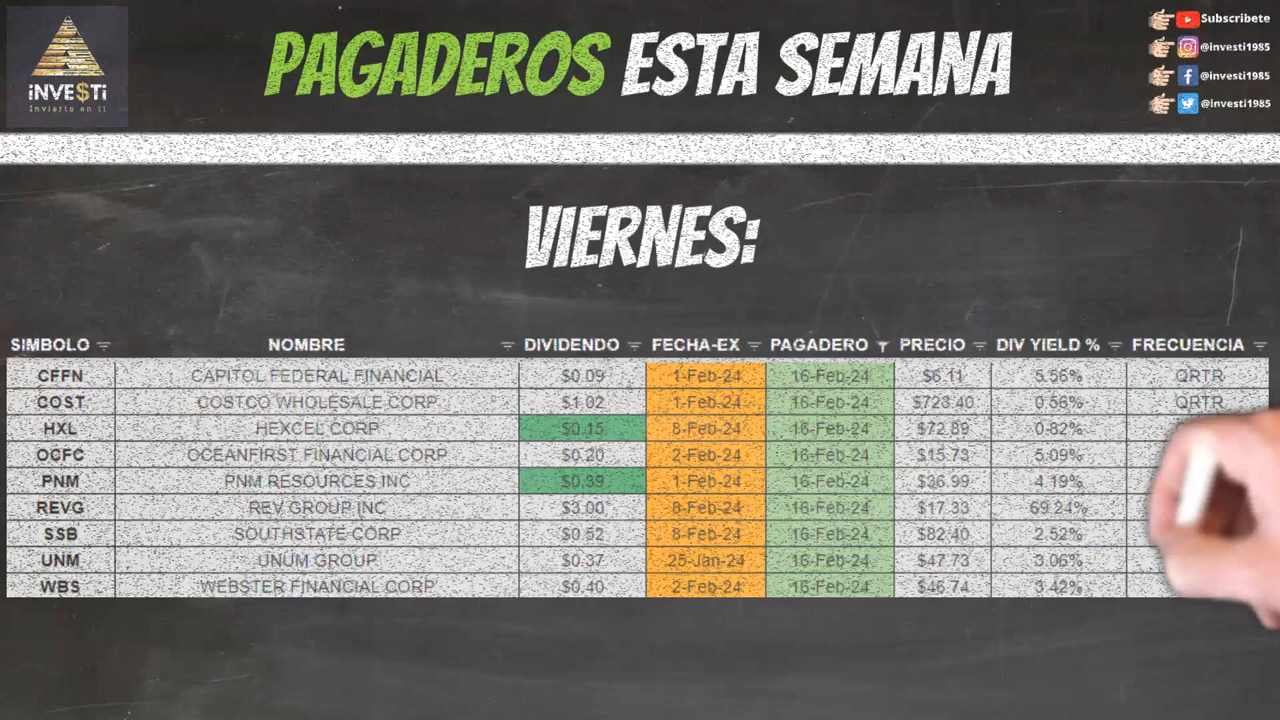 iNVE$Ti
Invierte en ti
PAGADEROS ESTA SEMANA
Subscribete
@investi1985
@investi1985
@investi1985
VIERNES:
SIMBOLO NOMBRE DIVIDENDO FECHA-EX PAGADERO PRECIO DIV YIELD % FRECUENCIA
CFFN CAPITOL FEDERAL FINANCIAL $0.09 1-Feb-24 16-Feb-24 $6.11 5.56% QRTR
COST COSTCO WHOLESALE CORP $1.02 1-Feb-24 16-Feb-24 $723.40 0.56% QRTR
HXL HEXCEL CORP $0.15 8-Feb-24 16-Feb-24 $72.89 0.82%
OCFC OCEANFIRST FINANCIAL CORP $0.20 2-Feb-24 16-Feb-24 $15.73 5.09%
PNM PNM RESOURCES INC $0.39 1-Feb-24 16-Feb-24 $36.99 4.19%
REVG REV GROUP INC $3.00 8-Feb-24 16-Feb-24 $17.33 69.24%
SSB SOUTHSTATE CORP $0.52 8-Feb-24 16-Feb-24 $82.40 2.52%
UNM UNUM GROUP $0.37 25-Jan-24 16-Feb-24 $47.73 3.06%
WBS WEBSTER FINANCIAL CORP $0.40 2-Feb-24 16-Feb-24 $46.74 3.42%